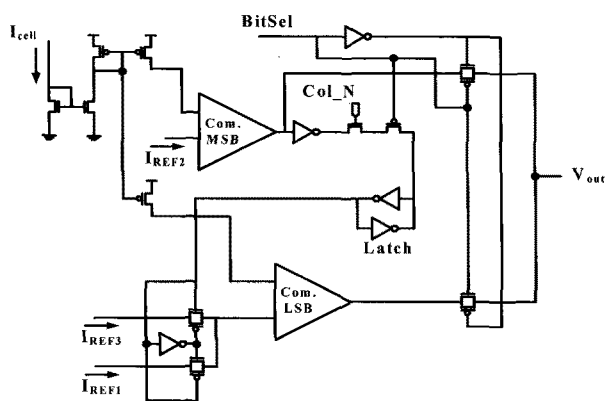 BitSel
I_cell
Col_N
Com.
MSB
I_REF2
V_out
Latch
Com.
LSB
I_REF3
I_REF1